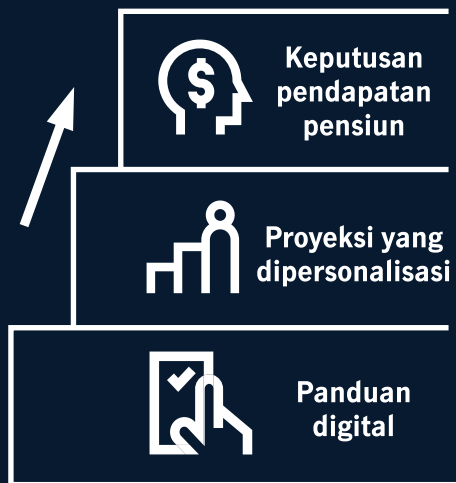 Keputusan
pendapatan
pensiun
Proyeksi yang
dipersonalisasi
Panduan
digital